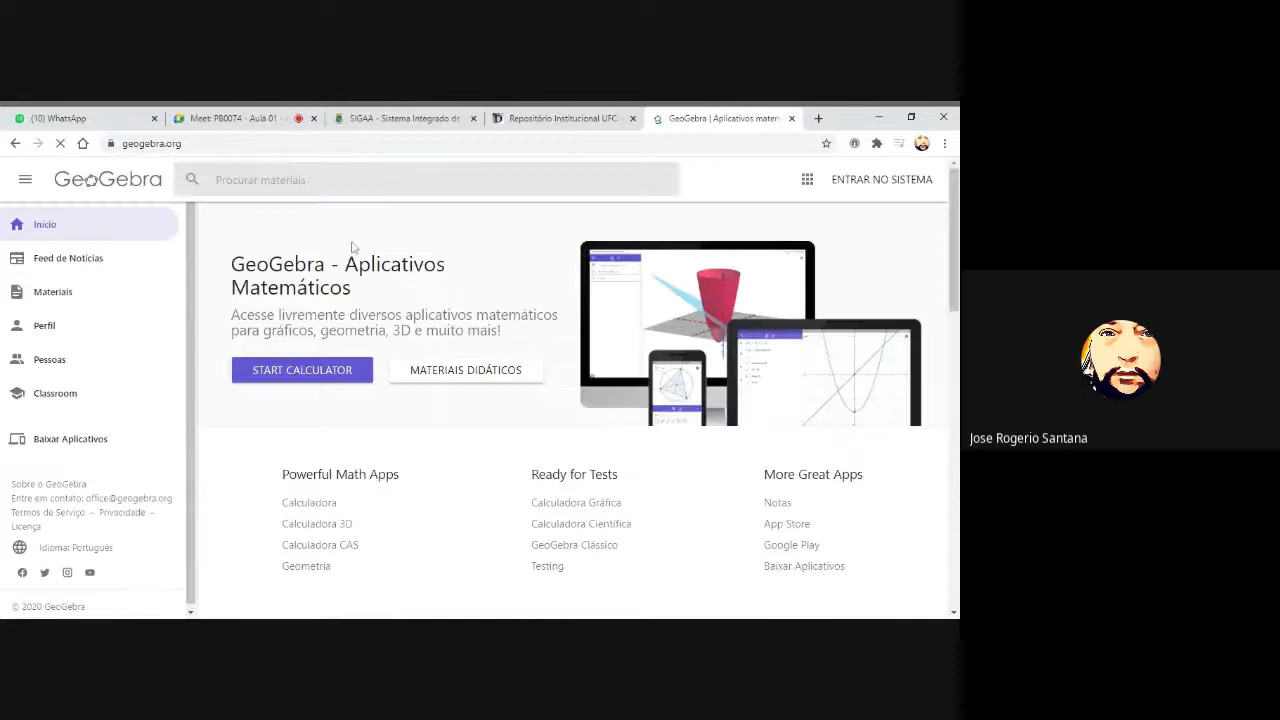 (10) WhatsApp
Meet: PB0074 - Aula 01 -
SIGAA - Sistema Integrado de
Repositório Institucional UFC:
GeoGebra | Aplicativos matem
geogebra.org
GeoGebra
Procurar materiais
ENTRAR NO SISTEMA
Início
Feed de Notícias
Materiais
Perfil
Pessoas
Classroom
Baixar Aplicativos
Sobre o GeoGebra
Entre em contato: office@geogebra.org
Termos de Serviço – Privacidade –
Licença
Idioma: Português
© 2020 GeoGebra
GeoGebra - Aplicativos
Matemáticos
Acesse livremente diversos aplicativos matemáticos
para gráficos, geometria, 3D e muito mais!
START CALCULATOR
MATERIAIS DIDÁTICOS
Powerful Math Apps
Calculadora
Calculadora 3D
Calculadora CAS
Geometria
Ready for Tests
Calculadora Gráfica
Calculadora Científica
GeoGebra Clássico
Testing
More Great Apps
Notas
App Store
Google Play
Baixar Aplicativos
Jose Rogerio Santana